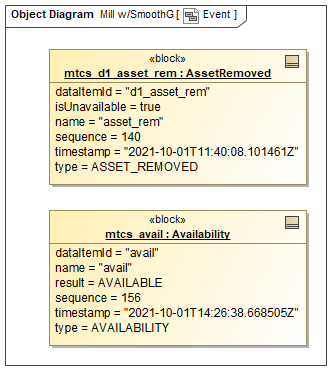 Object Diagram Mill w/SmoothG [ Event ]
«block»
mtcs_d1_asset_rem : AssetRemoved
dataItemId = "d1_asset_rem"
isUnavailable = true
name = "asset_rem"
sequence = 140
timestamp = "2021-10-01T11:40:08.101461Z"
type = ASSET_REMOVED
«block»
mtcs_avail : Availability
dataItemId = "avail"
name = "avail"
result = AVAILABLE
sequence = 156
timestamp = "2021-10-01T14:26:38.668505Z"
type = AVAILABILITY